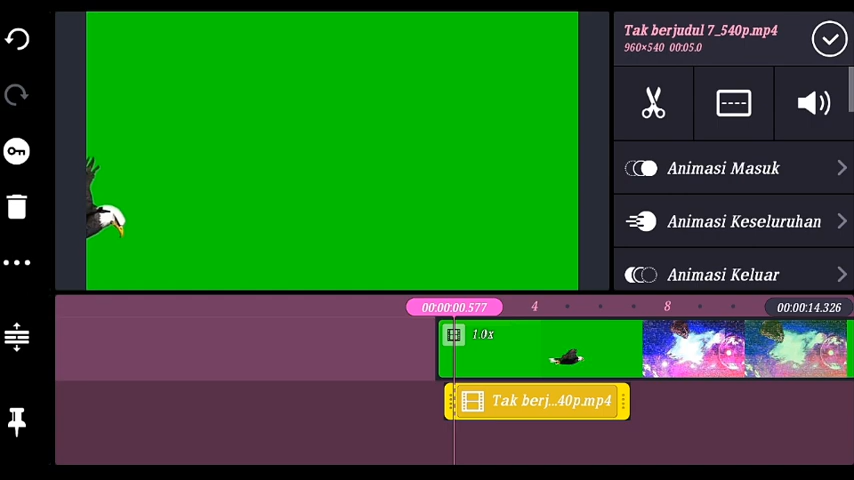 Tak berjudul 7_540p.mp4
960×540 00:05.0
Animasi Masuk
Animasi Keseluruhan
Animasi Keluar
00:00:00.577
4
8
00:00:14.326
1.0x
Tak berj...40p.mp4